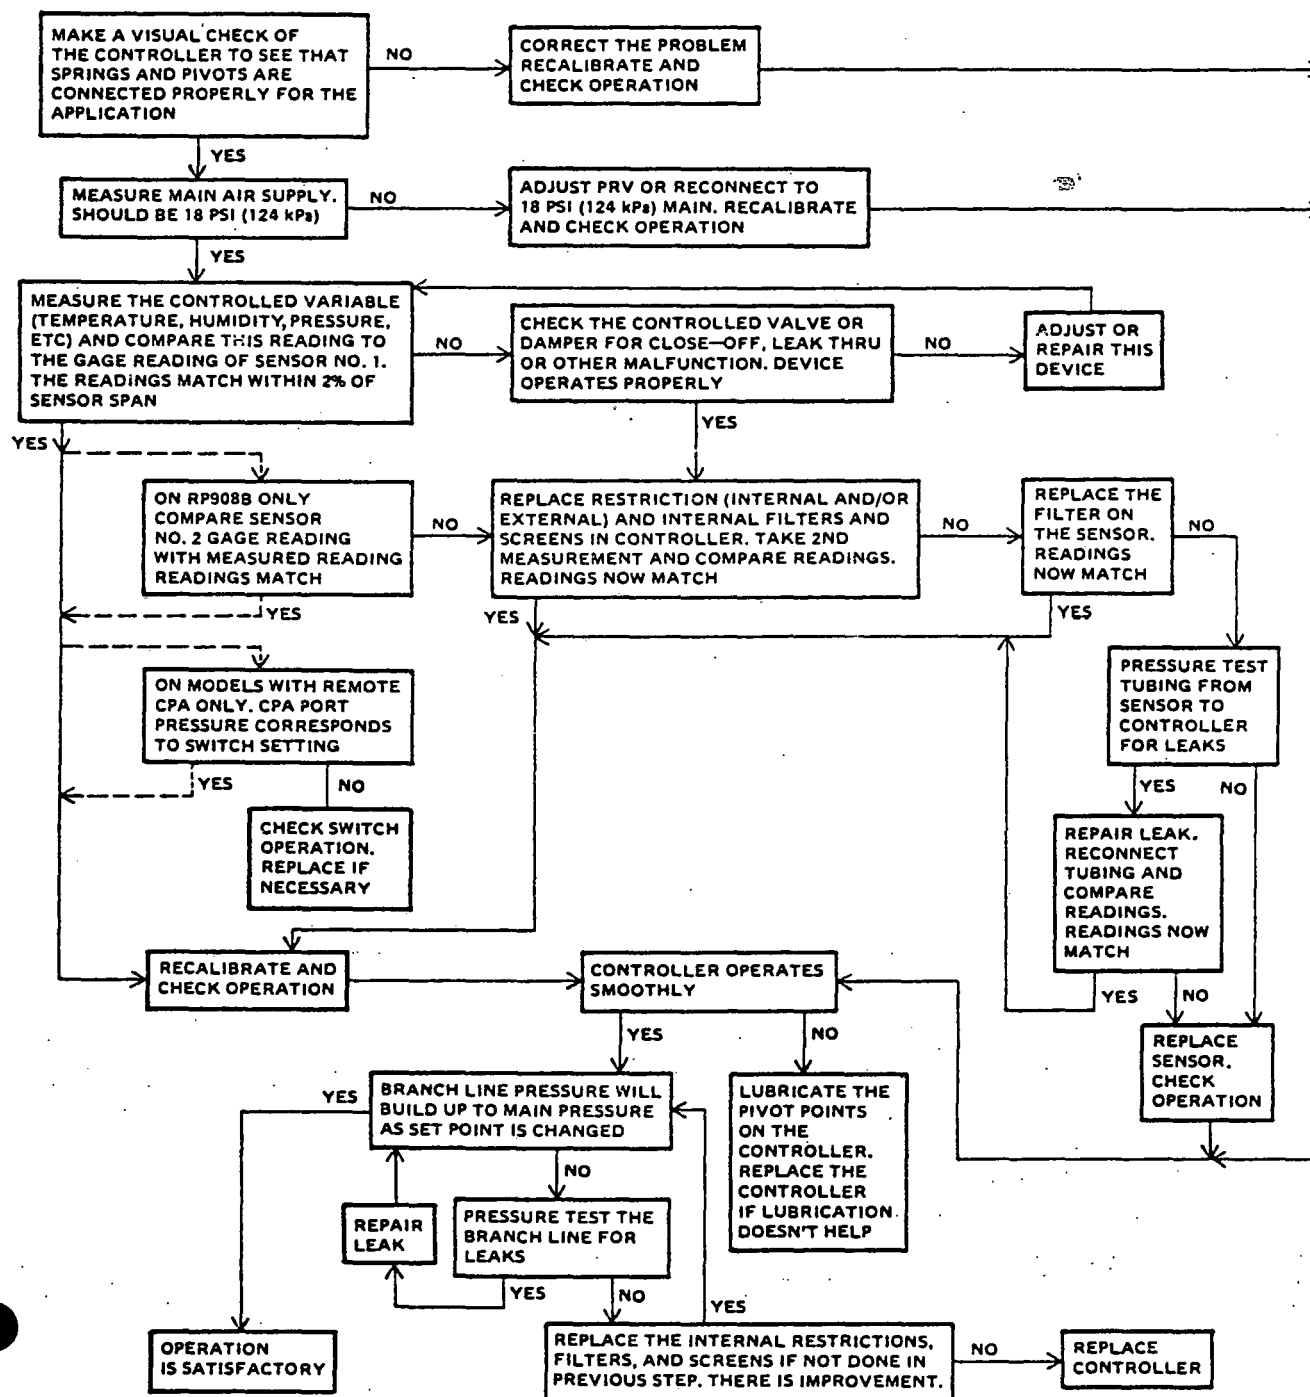 MAKE A VISUAL CHECK OF
THE CONTROLLER TO SEE THAT
SPRINGS AND PIVOTS ARE
CONNECTED PROPERLY FOR THE
APPLICATION
NO
CORRECT THE PROBLEM
RECALIBRATE AND
CHECK OPERATION
YES
MEASURE MAIN AIR SUPPLY.
SHOULD BE 18 PSI (124 kPa)
NO
ADJUST PRV OR RECONNECT TO
18 PSI (124 kPa) MAIN. RECALIBRATE
AND CHECK OPERATION
YES
MEASURE THE CONTROLLED VARIABLE
(TEMPERATURE, HUMIDITY, PRESSURE,
ETC) AND COMPARE THIS READING TO
THE GAGE READING OF SENSOR NO. 1.
THE READINGS MATCH WITHIN 2% OF
SENSOR SPAN
NO
CHECK THE CONTROLLED VALVE OR
DAMPER FOR CLOSE-OFF, LEAK THRU
OR OTHER MALFUNCTION. DEVICE
OPERATES PROPERLY
NO
ADJUST OR
REPAIR THIS
DEVICE
YES
YES
ON RP908B ONLY
COMPARE SENSOR
NO. 2 GAGE READING
WITH MEASURED READING
READINGS MATCH
NO
REPLACE RESTRICTION (INTERNAL AND/OR
EXTERNAL) AND INTERNAL FILTERS AND
SCREENS IN CONTROLLER. TAKE 2ND
MEASUREMENT AND COMPARE READINGS.
READINGS NOW MATCH
NO
REPLACE THE
FILTER ON
THE SENSOR.
READINGS
NOW MATCH
NO
YES
YES
YES
ON MODELS WITH REMOTE
CPA ONLY. CPA PORT
PRESSURE CORRESPONDS
TO SWITCH SETTING
PRESSURE TEST
TUBING FROM
SENSOR TO
CONTROLLER
FOR LEAKS
YES
NO
YES
NO
CHECK SWITCH
OPERATION.
REPLACE IF
NECESSARY
REPAIR LEAK.
RECONNECT
TUBING AND
COMPARE
READINGS.
READINGS NOW
MATCH
RECALIBRATE AND
CHECK OPERATION
CONTROLLER OPERATES
SMOOTHLY
YES
NO
YES
NO
REPLACE
SENSOR.
CHECK
OPERATION
YES
BRANCH LINE PRESSURE WILL
BUILD UP TO MAIN PRESSURE
AS SET POINT IS CHANGED
LUBRICATE THE
PIVOT POINTS
ON THE
CONTROLLER.
REPLACE THE
CONTROLLER
IF LUBRICATION
DOESN'T HELP
NO
REPAIR
LEAK
PRESSURE TEST THE
BRANCH LINE FOR
LEAKS
YES
NO
YES
OPERATION
IS SATISFACTORY
REPLACE THE INTERNAL RESTRICTIONS,
FILTERS, AND SCREENS IF NOT DONE IN
PREVIOUS STEP. THERE IS IMPROVEMENT.
NO
REPLACE
CONTROLLER